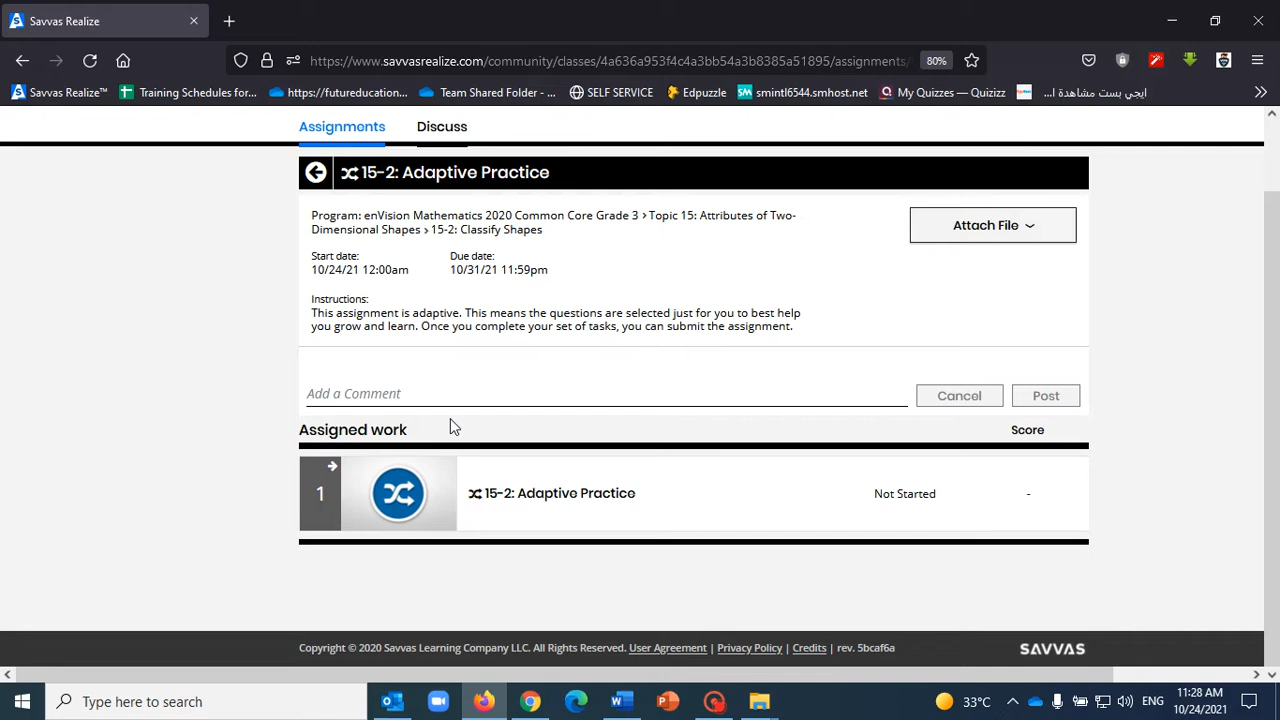 Savvas Realize
https://www.savvasrealize.com/community/classes/4a636a953f4c4a3bb54a3b8385a51895/assignments/
80%
Savvas Realize™
Training Schedules for...
https://futureducation...
Team Shared Folder - ...
SELF SERVICE
Edpuzzle
smintl6544.snhost.net
My Quizzes — Quizizz
ايجي بست مشاهدة ا...
Assignments
Discuss
15-2: Adaptive Practice
Program: enVision Mathematics 2020 Common Core Grade 3 › Topic 15: Attributes of Two-
Dimensional Shapes › 15-2: Classify Shapes
Attach File
Start date:
Due date:
10/24/21 12:00am
10/31/21 11:59pm
Instructions:
This assignment is adaptive. This means the questions are selected just for you to best help
you grow and learn. Once you complete your set of tasks, you can submit the assignment.
Add a Comment
Cancel
Post
Assigned work
Score
1
15-2: Adaptive Practice
Not Started
-
Copyright © 2020 Savvas Learning Company LLC. All Rights Reserved. User Agreement | Privacy Policy | Credits | rev. 5bcaf6a
SAVVAS
Type here to search
33°C
ENG
11:28 AM
10/24/2021